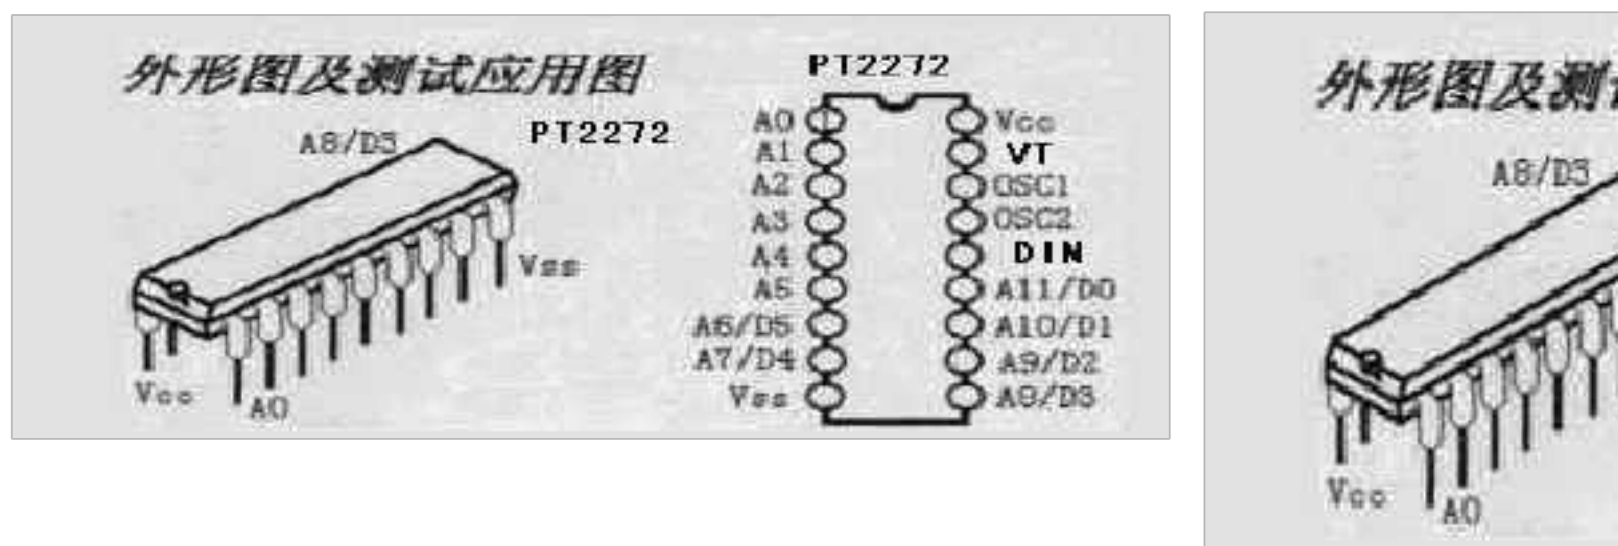 外形图及测试应用图
PT2272
A8/D3
PT2272
A0 Vcc
A1 VT
A2 OSC1
A3 OSC2
A4 DIN
A5 A11/D0
A6/D5 A10/D1
A7/D4 A9/D2
Vss A9/D3
Vss
Vcc
A0
外形图及测
A8/D3
Vcc
A0